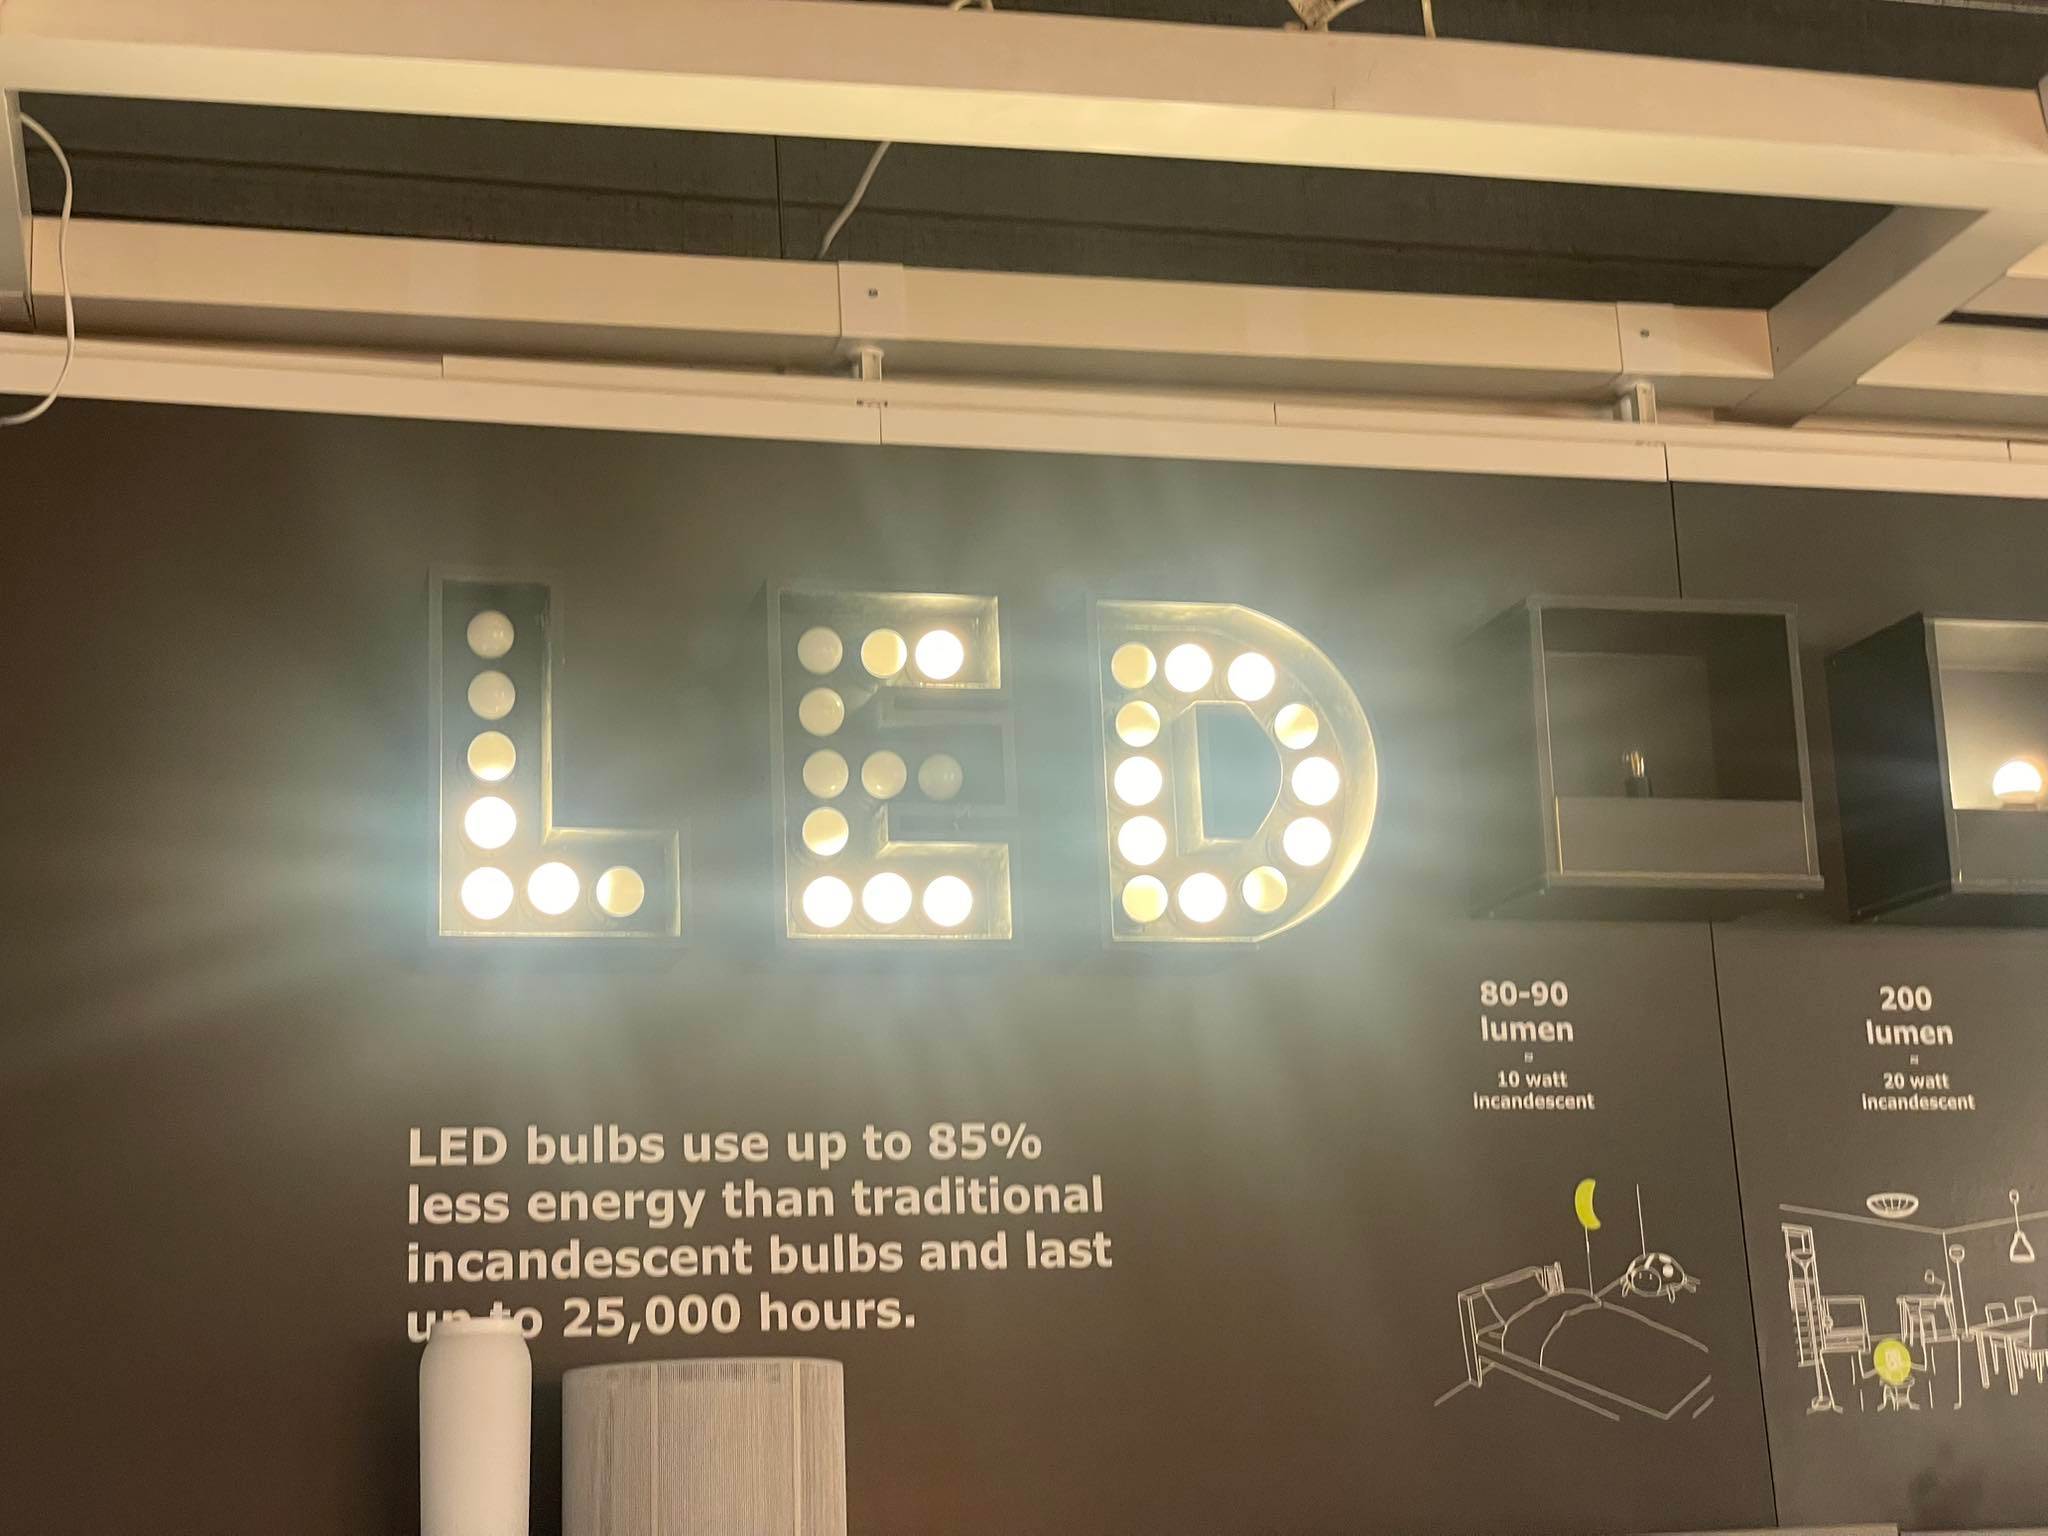 LED
LED bulbs use up to 85%
less energy than traditional
incandescent bulbs and last
up to 25,000 hours.
80-90
lumen
=
10 watt
incandescent
200
lumen
=
20 watt
incandescent